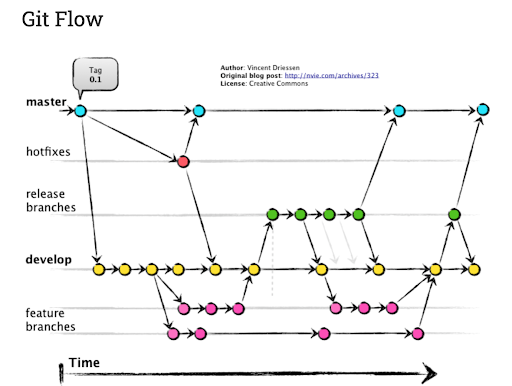 Git Flow
Tag
0.1
Author: Vincent Driessen
Original blog post: http://nvie.com/archives/323
License: Creative Commons
master
hotfixes
release
branches
develop
feature
branches
Time